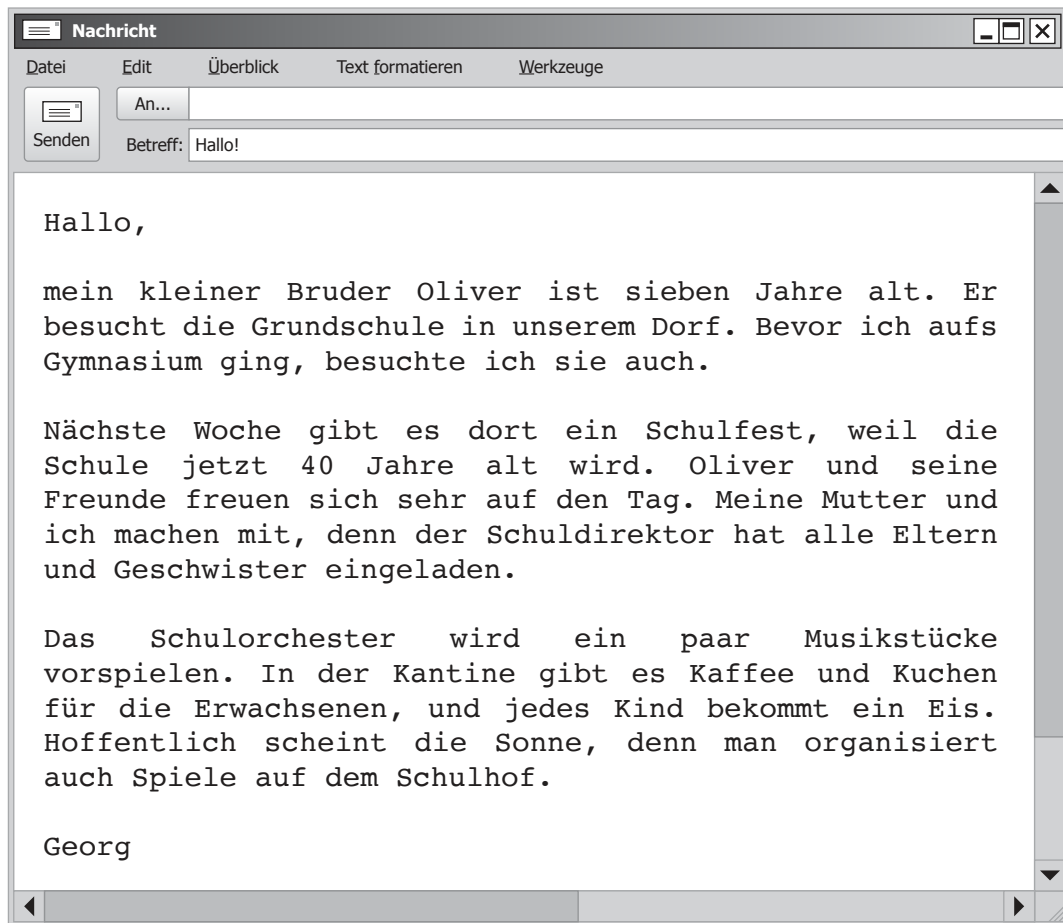 Nachricht
Datei Edit Überblick Text formatieren Werkzeuge
An...
Senden
Betreff: Hallo!
Hallo,
mein kleiner Bruder Oliver ist sieben Jahre alt. Er
besucht die Grundschule in unserem Dorf. Bevor ich aufs
Gymnasium ging, besuchte ich sie auch.
Nächste Woche gibt es dort ein Schulfest, weil die
Schule jetzt 40 Jahre alt wird. Oliver und seine
Freunde freuen sich sehr auf den Tag. Meine Mutter und
ich machen mit, denn der Schuldirektor hat alle Eltern
und Geschwister eingeladen.
Das Schulorchester wird ein paar Musikstücke
vorspielen. In der Kantine gibt es Kaffee und Kuchen
für die Erwachsenen, und jedes Kind bekommt ein Eis.
Hoffentlich scheint die Sonne, denn man organisiert
auch Spiele auf dem Schulhof.
Georg